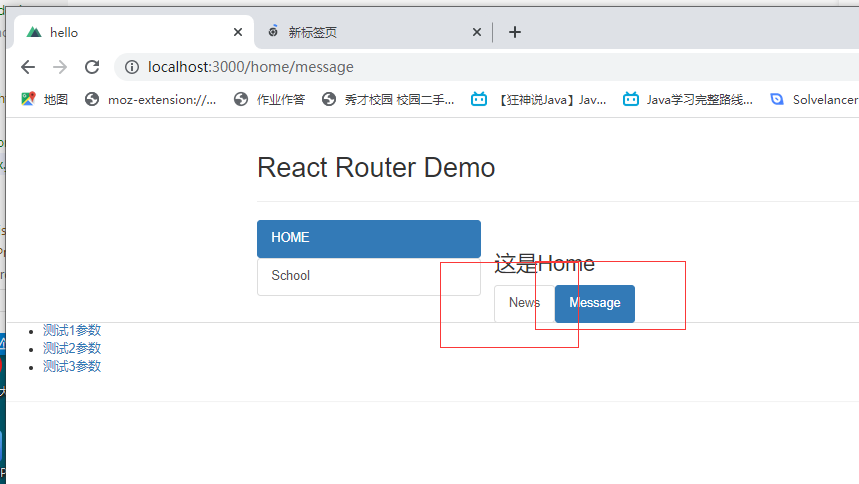 hello
新标签页
localhost:3000/home/message
地图
moz-extension://...
作业作答
秀才校园 校园二手...
【狂神说Java】Jav...
Java学习完整路线...
Solvelancer
React Router Demo
HOME
School
这是Home
News
Message
测试1参数
测试2参数
测试3参数